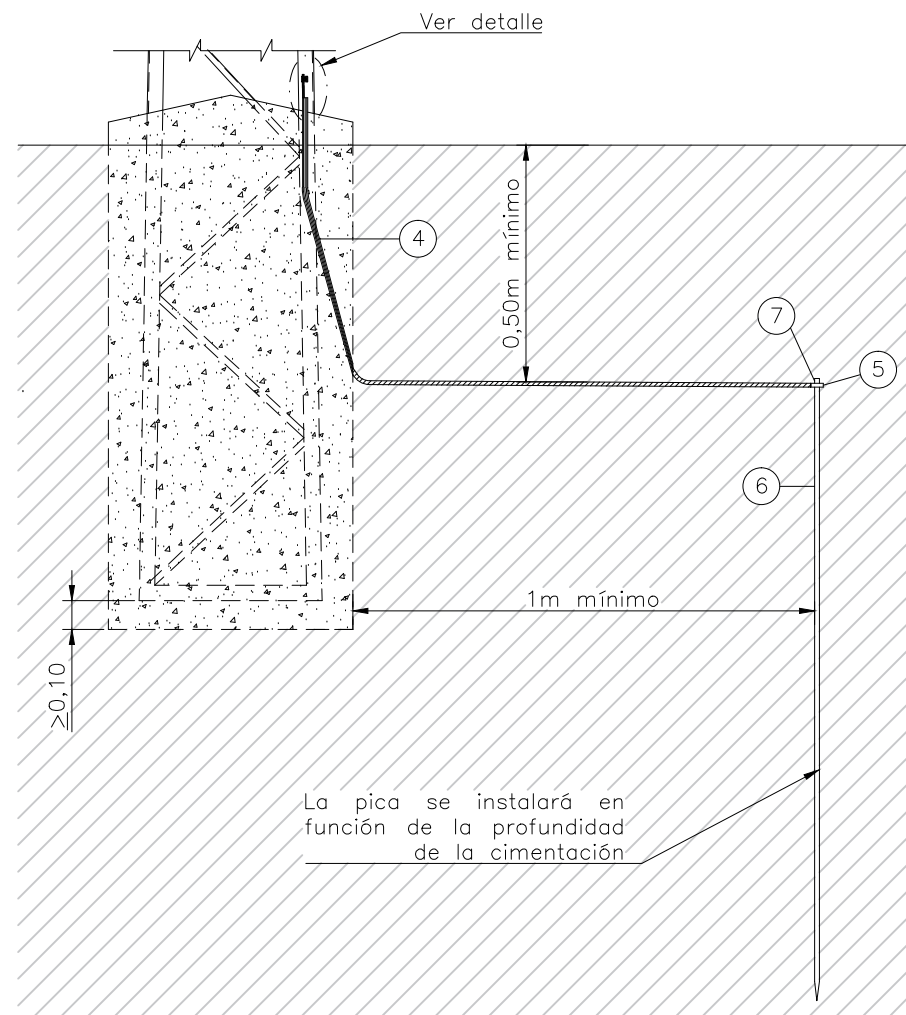 Ver detalle
4
0,50m mínimo
7
5
6
1m mínimo
≥0,10
La pica se instalará en
función de la profundidad
de la cimentación